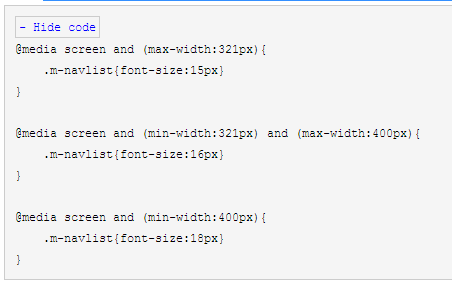 - Hide code
@media screen and (max-width:321px){
    .m-navlist{font-size:15px}
}
@media screen and (min-width:321px) and (max-width:400px){
    .m-navlist{font-size:16px}
}
@media screen and (min-width:400px){
    .m-navlist{font-size:18px}
}